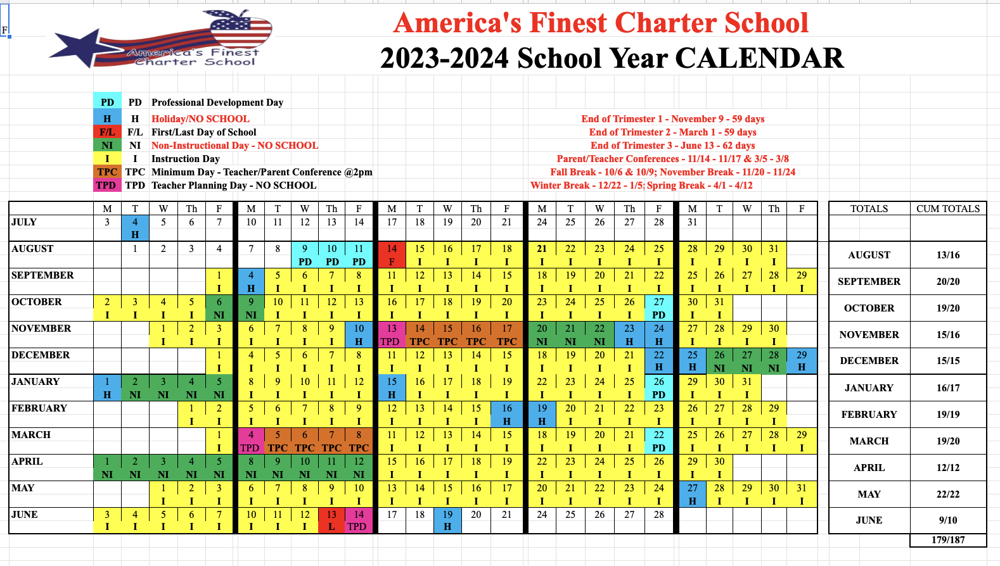 America's Finest Charter School
2023-2024 School Year CALENDAR
F
America's Finest
Charter School
PD PD Professional Development Day
H H Holiday/NO SCHOOL
F/L F/L First/Last Day of School
NI NI Non-Instructional Day - NO SCHOOL
I I Instruction Day
TPC TPC Minimum Day - Teacher/Parent Conference @2pm
TPD TPD Teacher Planning Day - NO SCHOOL
End of Trimester 1 - November 9 - 59 days
End of Trimester 2 - March 1 - 59 days
End of Trimester 3 - June 13 - 62 days
Parent/Teacher Conferences - 11/14 - 11/17 & 3/5 - 3/8
Fall Break - 10/6 & 10/9; November Break - 11/20 - 11/24
Winter Break - 12/22 - 1/5; Spring Break - 4/1 - 4/12
M T W Th F M T W Th F M T W Th F M T W Th F M T W Th F TOTALS CUM TOTALS
JULY 3 4 5 6 7 10 11 12 13 14 17 18 19 20 21 24 25 26 27 28 31
H
AUGUST 1 2 3 4 7 8 9 10 11 14 15 16 17 18 21 22 23 24 25 28 29 30 31 AUGUST 13/16
PD PD PD F I I I I I I I I I I I I I
SEPTEMBER 1 4 5 6 7 8 11 12 13 14 15 18 19 20 21 22 25 26 27 28 29 SEPTEMBER 20/20
I H I I I I I I I I I I I I I I I I I I I
OCTOBER 2 3 4 5 6 9 10 11 12 13 16 17 18 19 20 23 24 25 26 27 30 31 OCTOBER 19/20
I I I I NI NI I I I I I I I I I I I I I PD I I
NOVEMBER 1 2 3 6 7 8 9 10 13 14 15 16 17 20 21 22 23 24 27 28 29 30 NOVEMBER 15/16
I I I I I I I H TPD TPC TPC TPC TPC NI NI NI H H I I I I
DECEMBER 1 4 5 6 7 8 11 12 13 14 15 18 19 20 21 22 25 26 27 28 29 DECEMBER 15/15
I I I I I I I I I I I I I I I H H NI NI NI H
JANUARY 1 2 3 4 5 8 9 10 11 12 15 16 17 18 19 22 23 24 25 26 29 30 31 JANUARY 16/17
H NI NI NI NI I I I I I H I I I I I I I I PD I I I
FEBRUARY 1 2 5 6 7 8 9 12 13 14 15 16 19 20 21 22 23 26 27 28 29 FEBRUARY 19/19
I I I I I I I I I I I H H I I I I I I I I
MARCH 1 4 5 6 7 8 11 12 13 14 15 18 19 20 21 22 25 26 27 28 29 MARCH 19/20
I TPD TPC TPC TPC TPC I I I I I I I I I PD I I I I I
APRIL 1 2 3 4 5 8 9 10 11 12 15 16 17 18 19 22 23 24 25 26 29 30 APRIL 12/12
NI NI NI NI NI NI NI NI NI NI I I I I I I I I I I I I
MAY 1 2 3 6 7 8 9 10 13 14 15 16 17 20 21 22 23 24 27 28 29 30 31 MAY 22/22
I I I I I I I I I I I I I I I I I I H I I I I
JUNE 3 4 5 6 7 10 11 12 13 14 17 18 19 20 21 24 25 26 27 28 JUNE 9/10
I I I I I I I I L TPD H
179/187